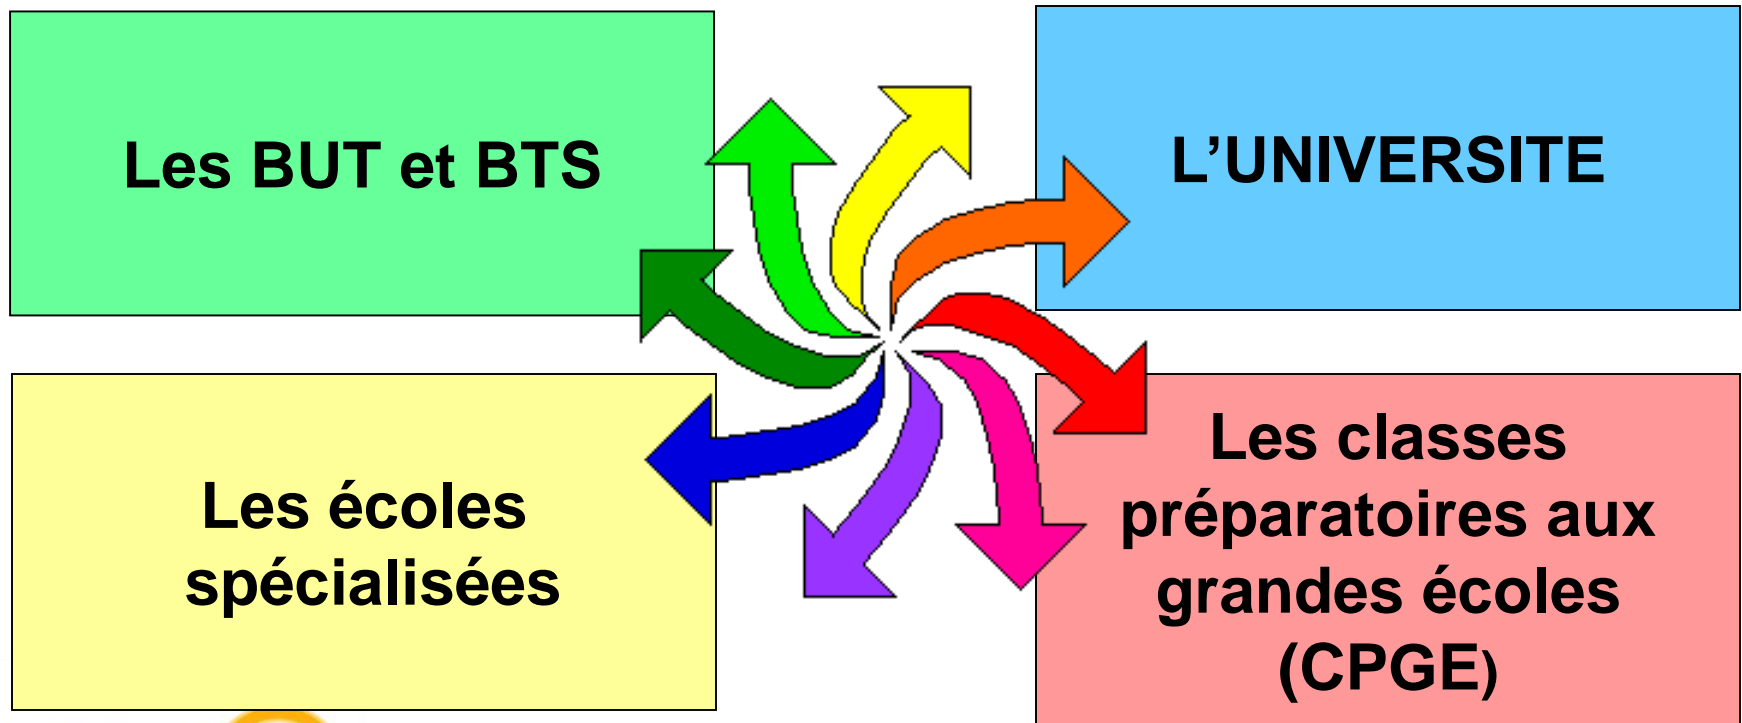 Les BUT et BTS
L’UNIVERSITE
Les écoles
spécialisées
Les classes
préparatoires aux
grandes écoles
(CPGE)